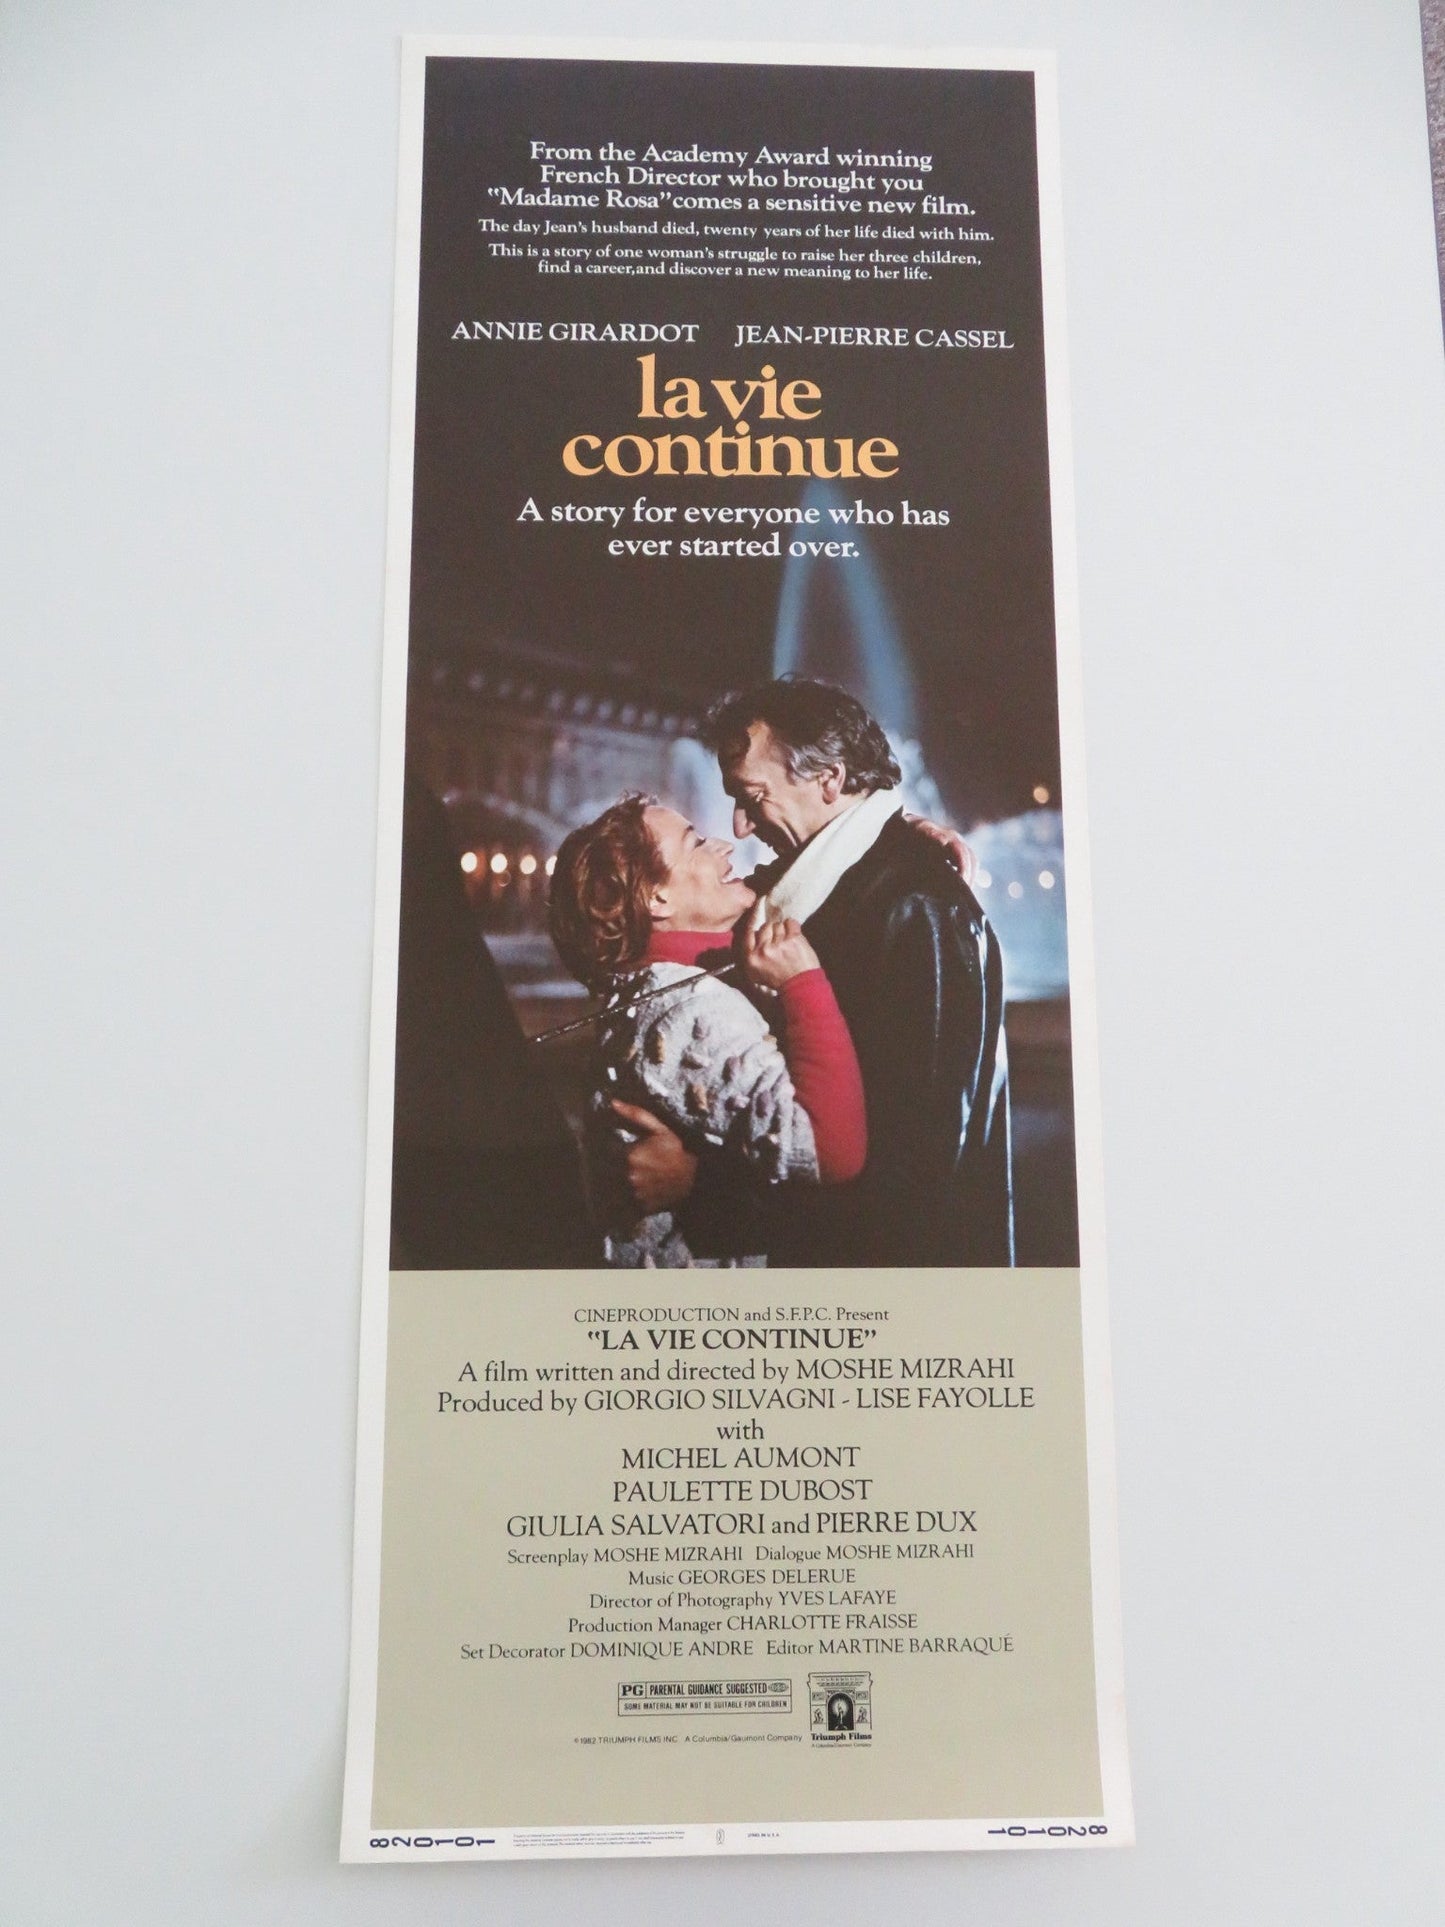 From the Academy Award winning
French Director who brought you
"Madame Rosa" comes a sensitive new film.
The day Jean's husband died, twenty years of her life died with him.
This is a story of one woman's struggle to raise her three children,
find a career, and discover a new meaning to her life.
ANNIE GIRARDOT JEAN-PIERRE CASSEL
la vie
continue
A story for everyone who has
ever started over.
CINEPRODUCTION and S.F.P.C. Present
"LA VIE CONTINUE"
A film written and directed by MOSHE MIZRAHI
Produced by GIORGIO SILVAGNI - LISE FAYOLLE
with
MICHEL AUMONT
PAULETTE DUBOST
GIULIA SALVATORI and PIERRE DUX
Screenplay MOSHE MIZRAHI Dialogue MOSHE MIZRAHI
Music GEORGES DELERUE
Director of Photography YVES LAFAYE
Production Manager CHARLOTTE FRAISSE
Set Decorator DOMINIQUE ANDRE Editor MARTINE BARRAQUÉ
PG PARENTAL GUIDANCE SUGGESTED
SOME MATERIAL MAY NOT BE SUITABLE FOR CHILDREN
©1982 TRIUMPH FILMS INC. A Columbia/Gaumont Company
Triumph Films
A Columbia/Gaumont Company
820101
820101